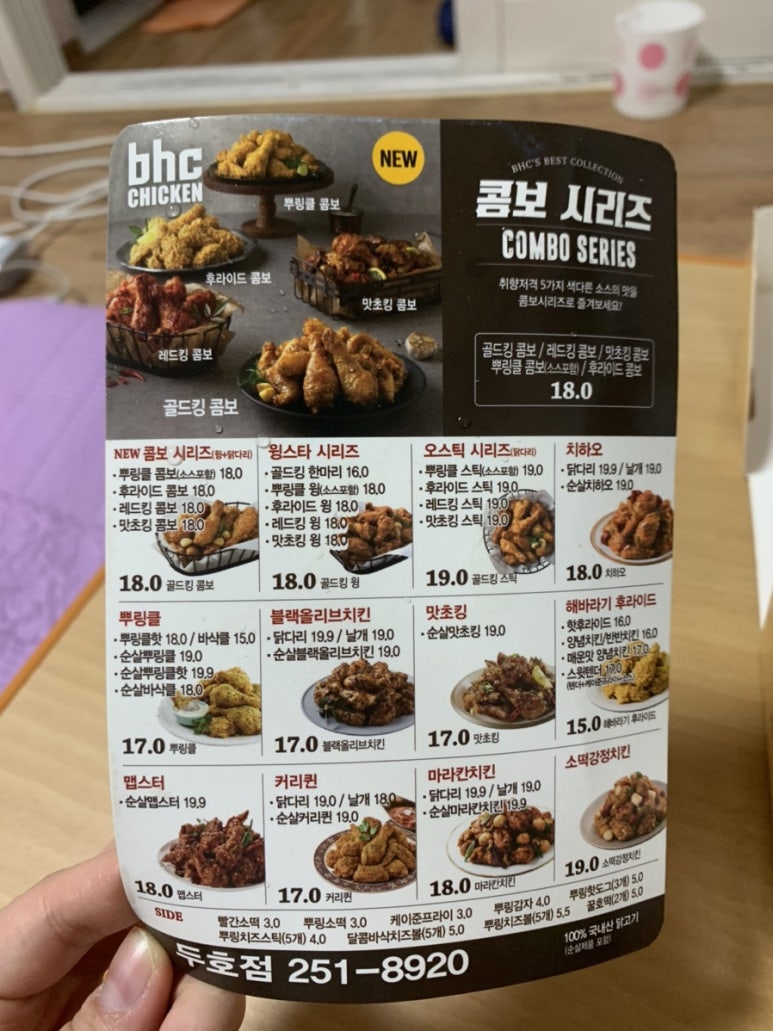 bhc
CHICKEN
NEW
뿌링클 콤보
후라이드 콤보
맛초킹 콤보
레드킹 콤보
골드킹 콤보
BHC'S BEST COLLECTION
콤보 시리즈
COMBO SERIES
취향저격 5가지 색다른 소스의 맛을
콤보시리즈로 즐겨보세요!
골드킹 콤보 / 레드킹 콤보 / 맛초킹 콤보
뿌링클 콤보(소스포함) / 후라이드 콤보
18.0
NEW 콤보 시리즈(윙+닭다리)
· 뿌링클 콤보(소스포함) 18.0
· 후라이드 콤보 18.0
· 레드킹 콤보 18.0
· 맛초킹 콤보 18.0
18.0 골드킹 콤보
윙스타 시리즈
· 골드킹 한마리 16.0
· 뿌링클 윙(소스포함) 18.0
· 후라이드 윙 18.0
· 레드킹 윙 18.0
· 맛초킹 윙 18.0
18.0 골드킹 윙
오스틱 시리즈(닭다리)
· 뿌링클 스틱(소스포함) 19.0
· 후라이드 스틱 19.0
· 레드킹 스틱 19.0
· 맛초킹 스틱 19.0
19.0 골드킹 스틱
치하오
· 닭다리 19.9 / 날개 19.0
· 순살치하오 19.0
18.0 치하오
뿌링클
· 뿌링클핫 18.0 / 바삭클 15.0
· 순살뿌링클 19.0
· 순살뿌링클핫 19.9
· 순살바삭클 18.0
17.0 뿌링클
블랙올리브치킨
· 닭다리 19.9 / 날개 19.0
· 순살블랙올리브치킨 19.0
17.0 블랙올리브치킨
맛초킹
· 순살맛초킹 19.0
17.0 맛초킹
해바라기 후라이드
· 핫후라이드 16.0
· 양념치킨/반반치킨 16.0
· 매운맛 양념치킨 17.0
· 스윗텐더 17.0
(텐더+케이준프라이+소스)
15.0 해바라기 후라이드
맵스터
· 순살맵스터 19.9
18.0 맵스터
커리퀸
· 닭다리 19.0 / 날개 18.0
· 순살커리퀸 19.0
17.0 커리퀸
마라칸치킨
· 닭다리 19.9 / 날개 19.0
· 순살마라칸치킨 19.9
18.0 마라칸치킨
소떡강정치킨
19.0 소떡강정치킨
SIDE
빨간소떡 3.0 뿌링소떡 3.0 케이준프라이 3.0 뿌링감자 4.0 뿌링핫도그(3개) 5.0
뿌링치즈스틱(5개) 4.0 달콤바삭치즈볼(5개) 5.0 뿌링치즈볼(5개) 5.5 꿀호떡(2개) 5.0
두호점 251-8920
100% 국내산 닭고기
(순살제품 포함)